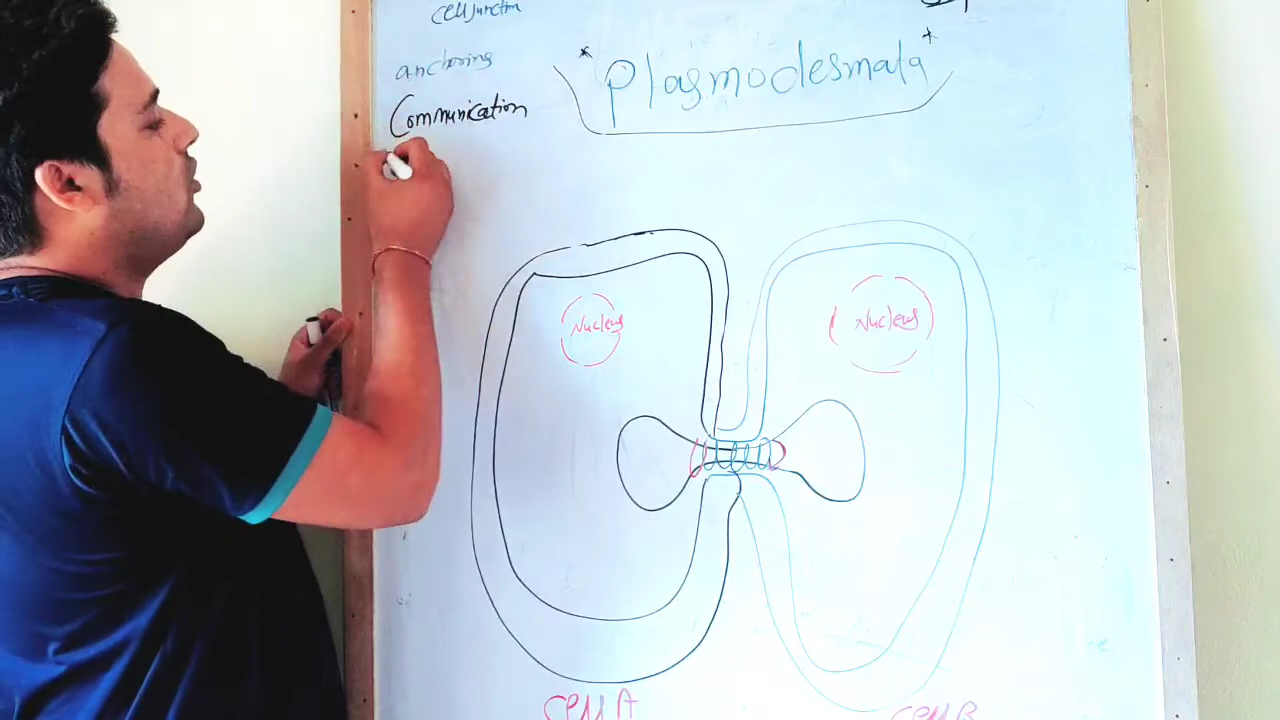 Cell junction
anchoring
Communication
* Plasmodesmata *
Nucleus
Nucleus
Cell A
Cell B